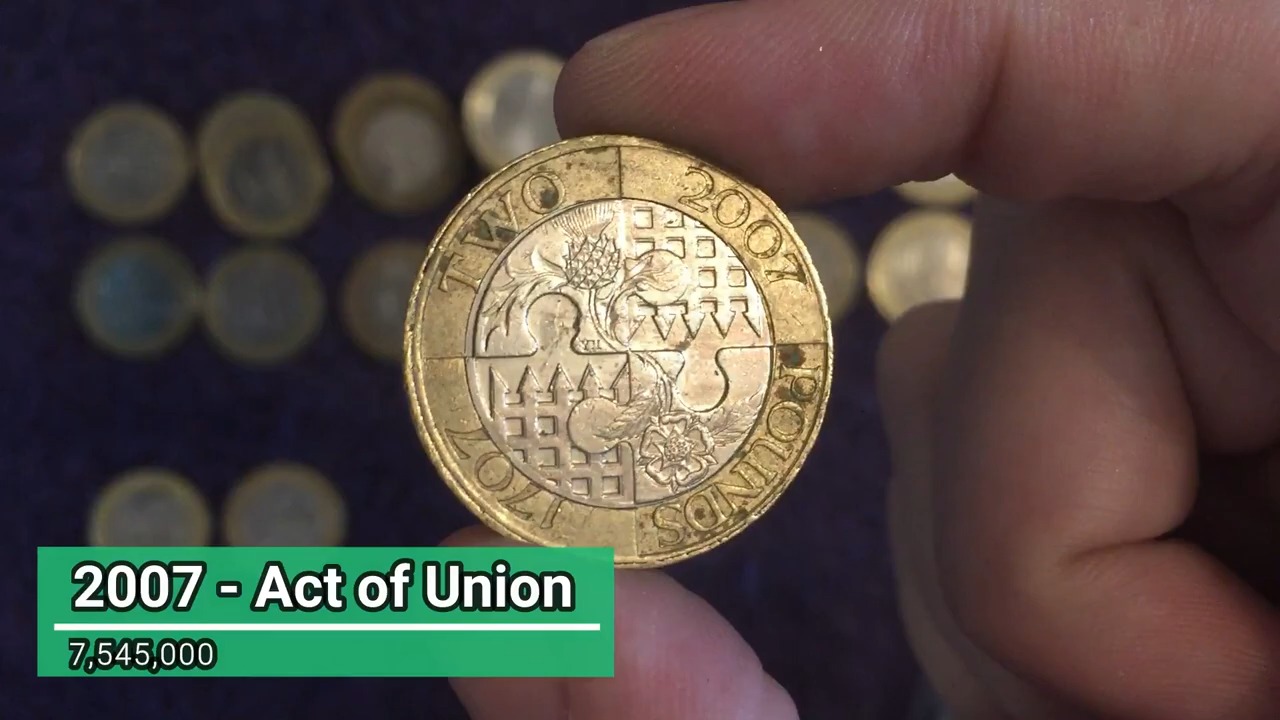 TWO
2007
POUNDS
1707
2007 - Act of Union
7,545,000